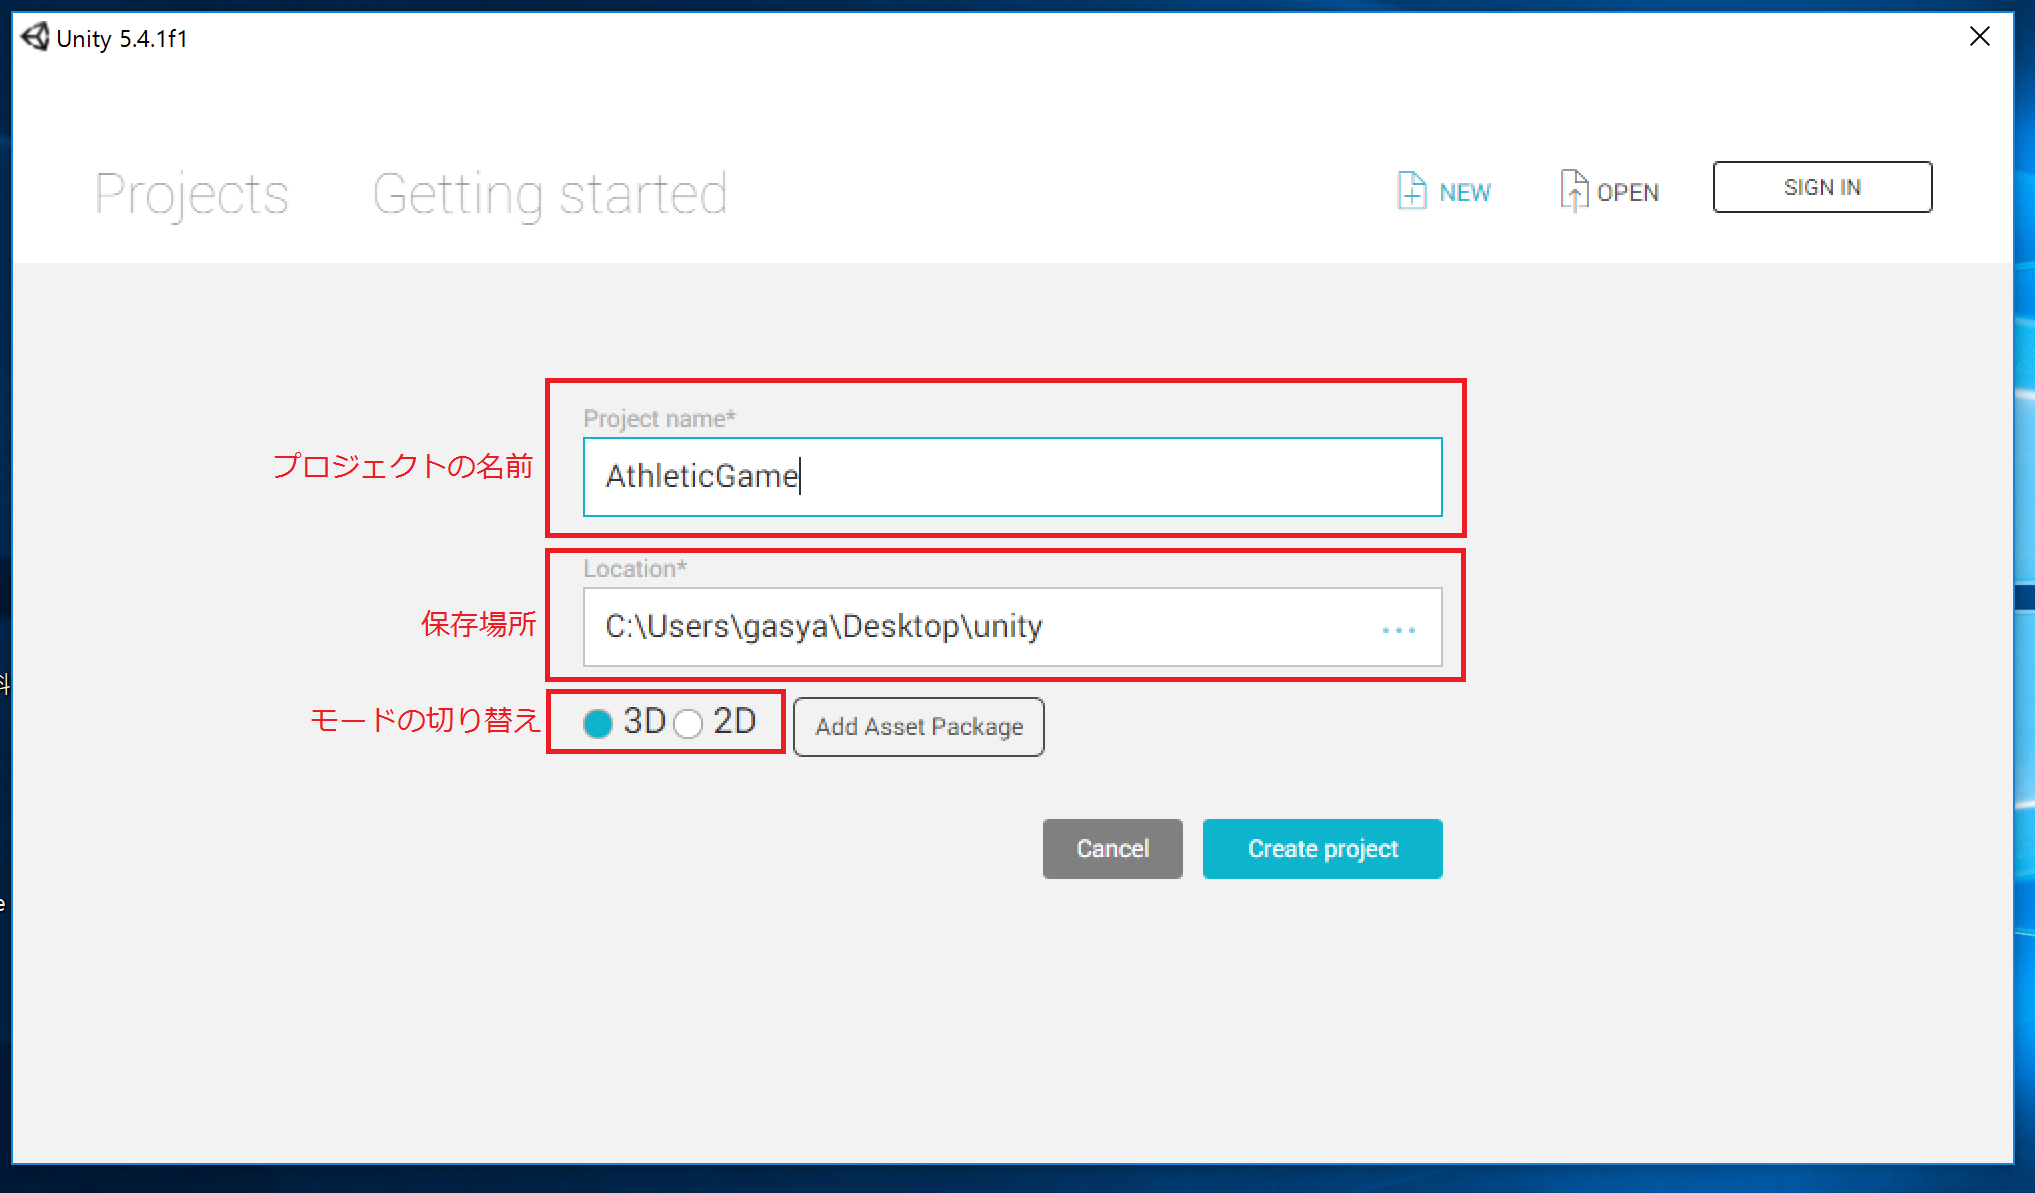 Unity 5.4.1f1
Projects Getting started NEW OPEN SIGN IN
Project name*
プロジェクトの名前 AthleticGame
Location*
保存場所 C:\Users\gasya\Desktop\unity ...
モードの切り替え 3D 2D Add Asset Package
Cancel Create project